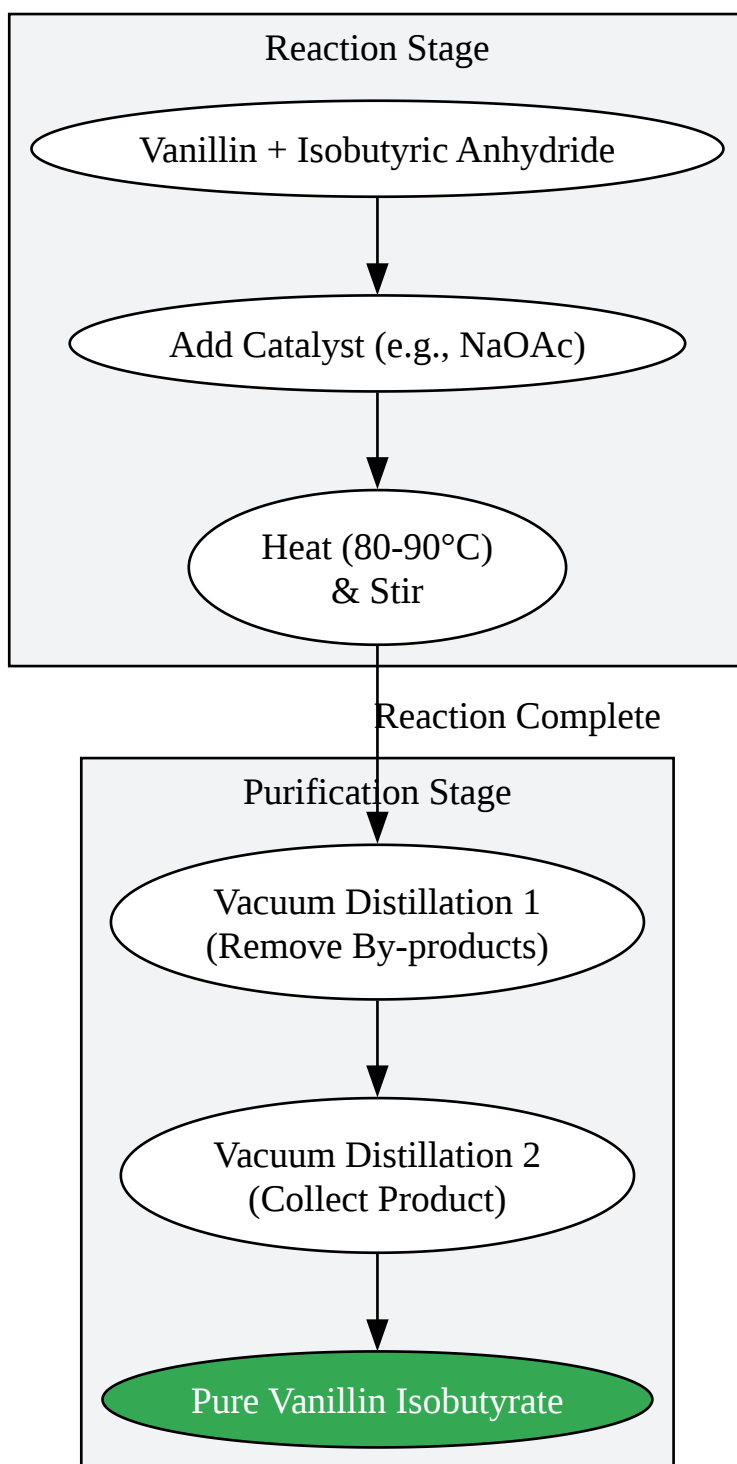 Reaction Stage
Vanillin + Isobutyric Anhydride
Add Catalyst (e.g., NaOAc)
Heat (80-90°C)
& Stir
Reaction Complete
Purification Stage
Vacuum Distillation 1
(Remove By-products)
Vacuum Distillation 2
(Collect Product)
Pure Vanillin Isobutyrate